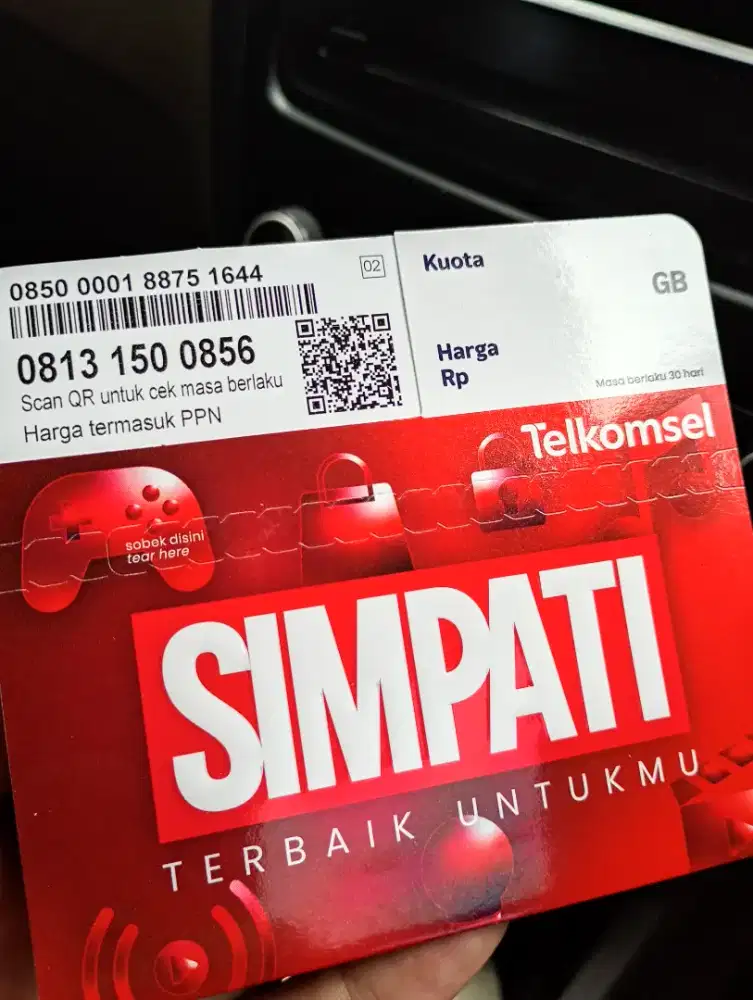 0850 0001 8875 1644
02
0813 150 0856
Scan QR untuk cek masa berlaku
Harga termasuk PPN
Kuota
GB
Harga
Rp
Masa berlaku 30 hari
Telkomsel
sobek disini
tear here
SIMPATI
TERBAIK UNTUKMU